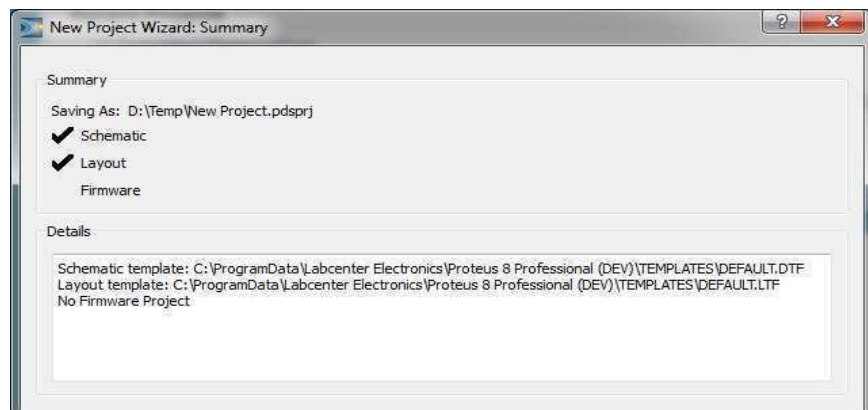 New Project Wizard: Summary
Summary
Saving As: D:\Temp\New Project.pdsprj
Schematic
Layout
Firmware
Details
Schematic template: C:\ProgramData\Labcenter Electronics\Proteus 8 Professional (DEV)\TEMPLATES\DEFAULT.DTF
Layout template: C:\ProgramData\Labcenter Electronics\Proteus 8 Professional (DEV)\TEMPLATES\DEFAULT.LTF
No Firmware Project